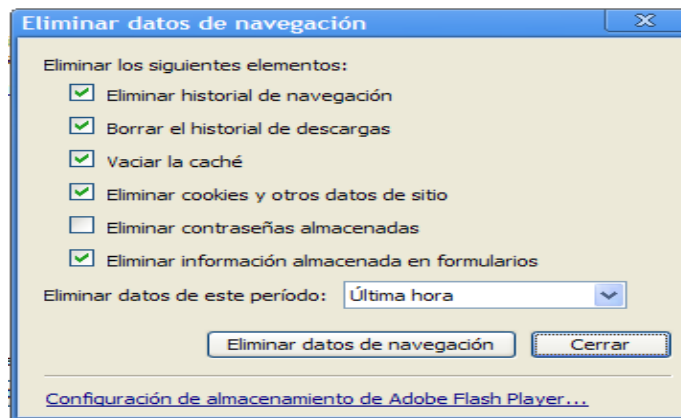 Eliminar datos de navegación
Eliminar los siguientes elementos:
Eliminar historial de navegación
Borrar el historial de descargas
Vaciar la caché
Eliminar cookies y otros datos de sitio
Eliminar contraseñas almacenadas
Eliminar información almacenada en formularios
Eliminar datos de este período: Última hora
Eliminar datos de navegación Cerrar
Configuración de almacenamiento de Adobe Flash Player...